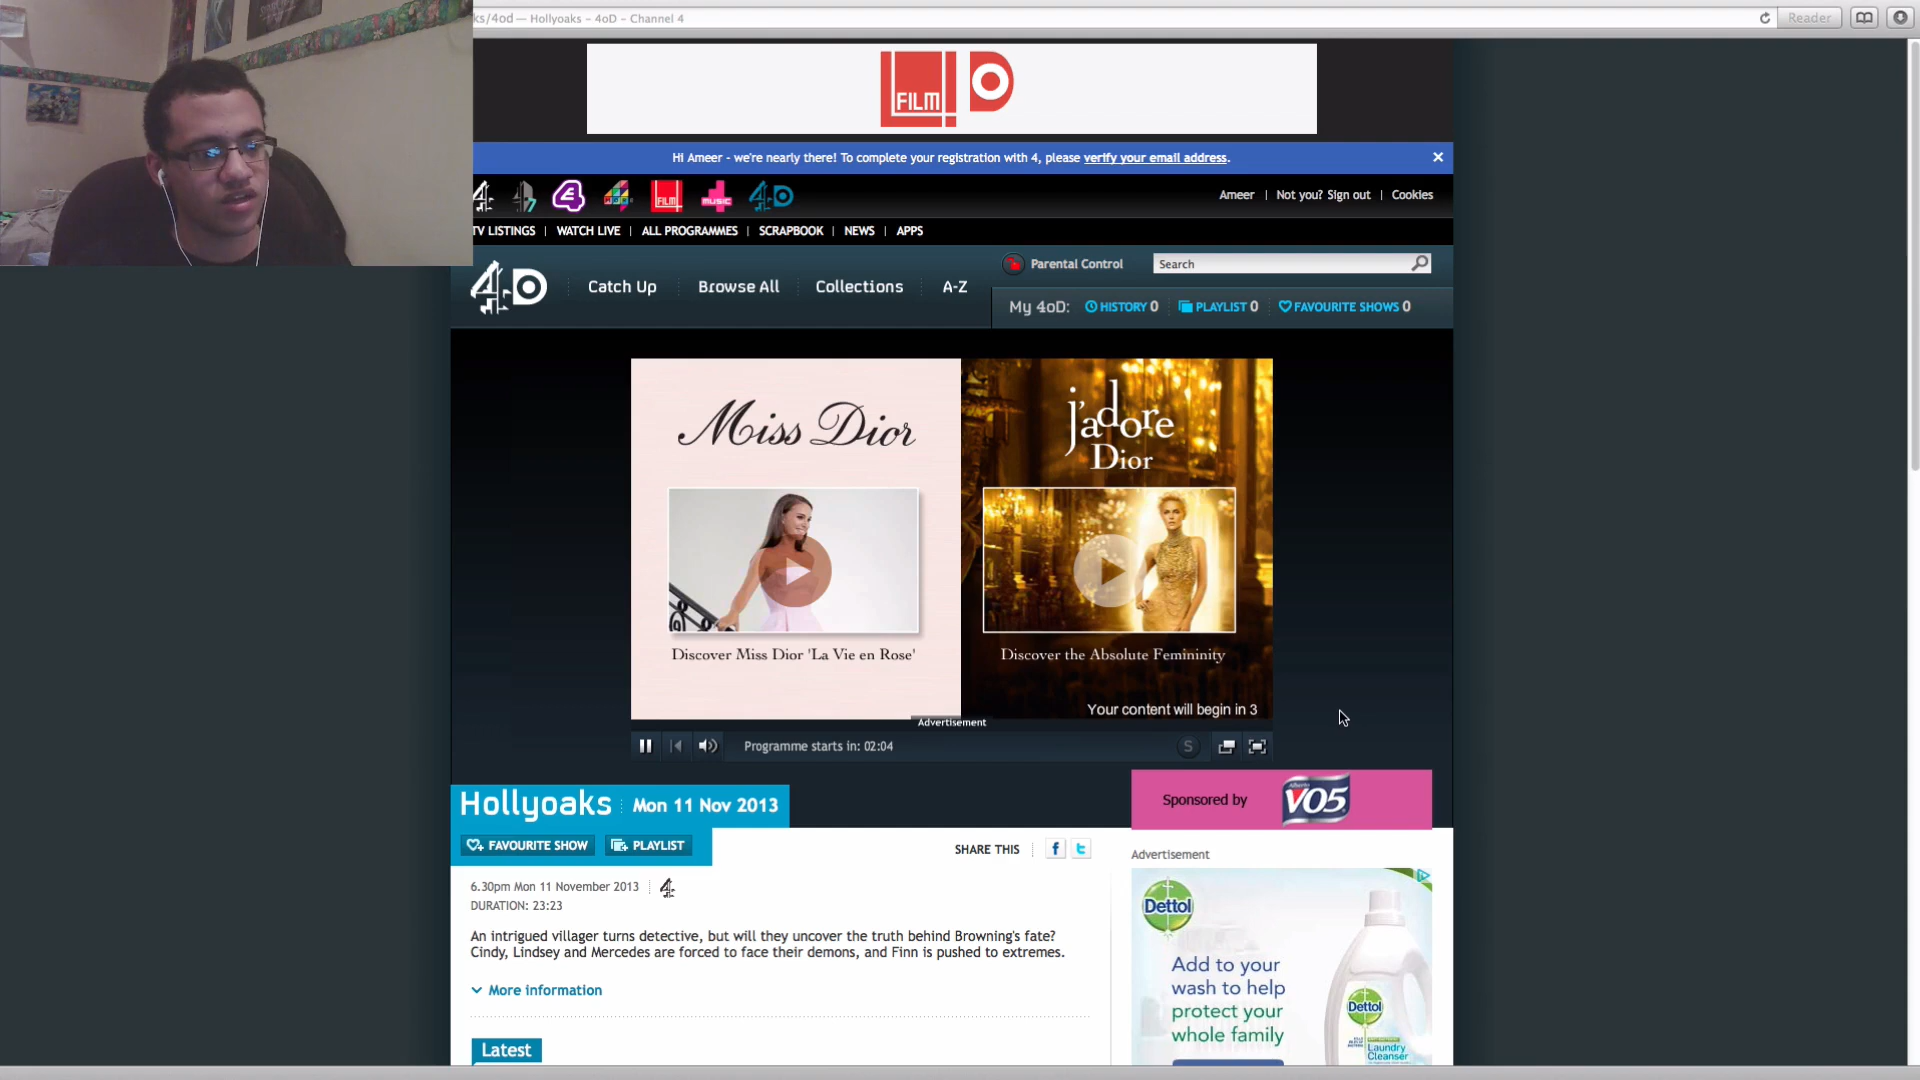 ks/4od — Hollyoaks - 4oD - Channel 4
Reader
FILM
Hi Ameer - we're nearly there! To complete your registration with 4, please verify your email address.
FILM
MUSIC
Ameer | Not you? Sign out | Cookies
TV LISTINGS | WATCH LIVE | ALL PROGRAMMES | SCRAPBOOK | NEWS | APPS
Parental Control
Search
4oD
Catch Up
Browse All
Collections
A-Z
My 4oD: HISTORY 0 PLAYLIST 0 FAVOURITE SHOWS 0
Miss Dior
j'adore
Dior
Discover Miss Dior 'La Vie en Rose'
Discover the Absolute Femininity
Your content will begin in 3
Advertisement
Programme starts in: 02:04
S
Hollyoaks Mon 11 Nov 2013
Sponsored by VO5
FAVOURITE SHOW PLAYLIST
SHARE THIS
Advertisement
6.30pm Mon 11 November 2013
DURATION: 23:23
An intrigued villager turns detective, but will they uncover the truth behind Browning's fate?
Cindy, Lindsey and Mercedes are forced to face their demons, and Finn is pushed to extremes.
More information
Latest
Dettol
Add to your
wash to help
protect your
whole family
Dettol
Laundry
Cleanser